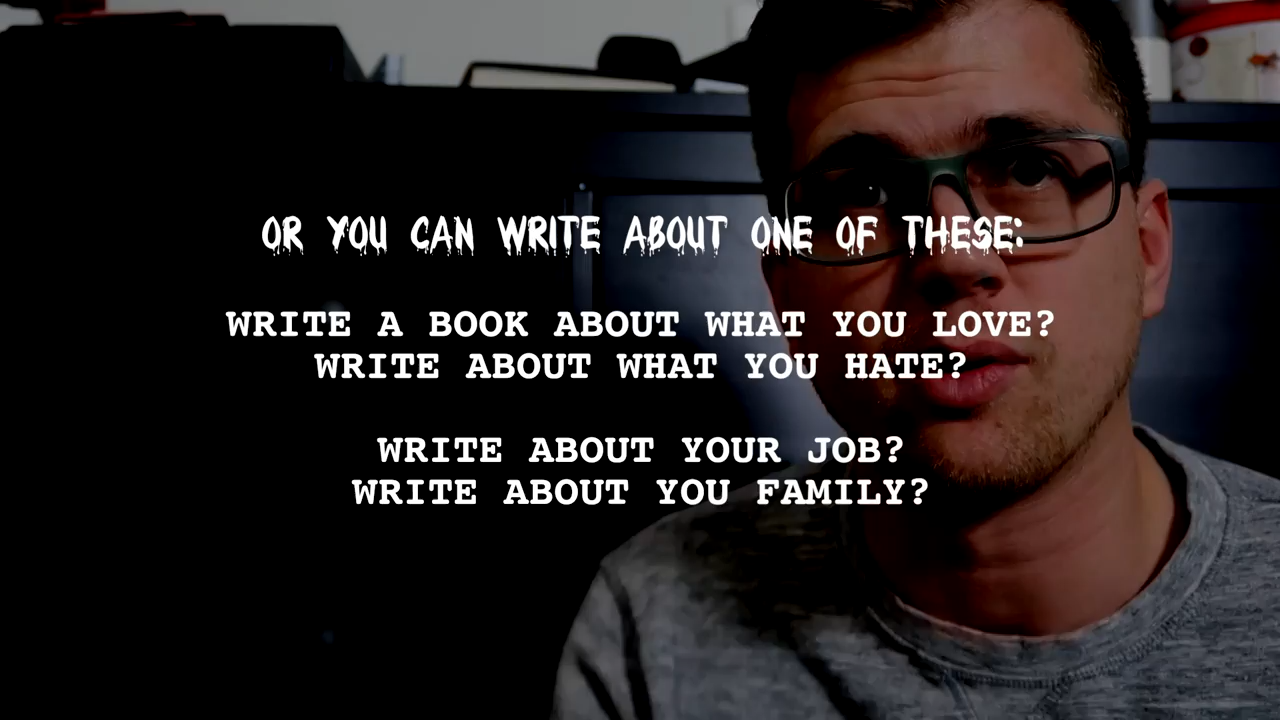 OR YOU CAN WRITE ABOUT ONE OF THESE:
WRITE A BOOK ABOUT WHAT YOU LOVE?
WRITE ABOUT WHAT YOU HATE?
WRITE ABOUT YOUR JOB?
WRITE ABOUT YOU FAMILY?